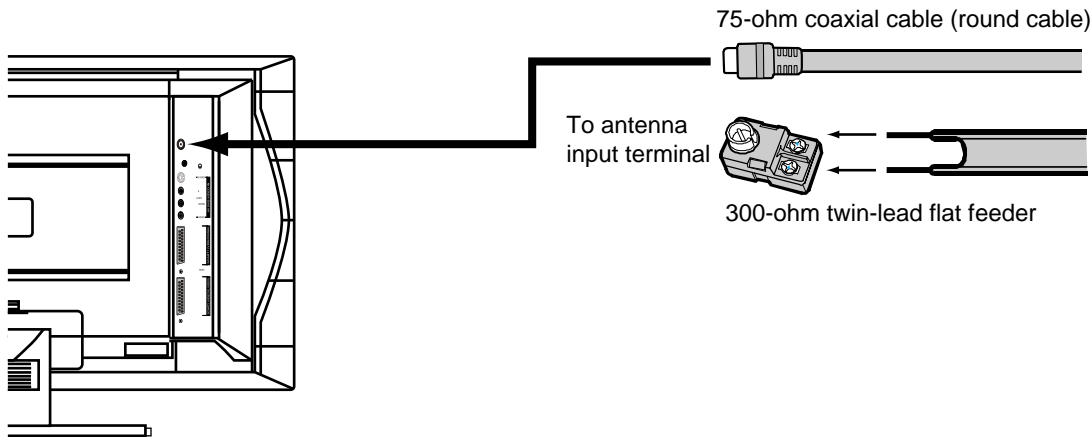 75-ohm coaxial cable (round cable)
To antenna
input terminal
300-ohm twin-lead flat feeder